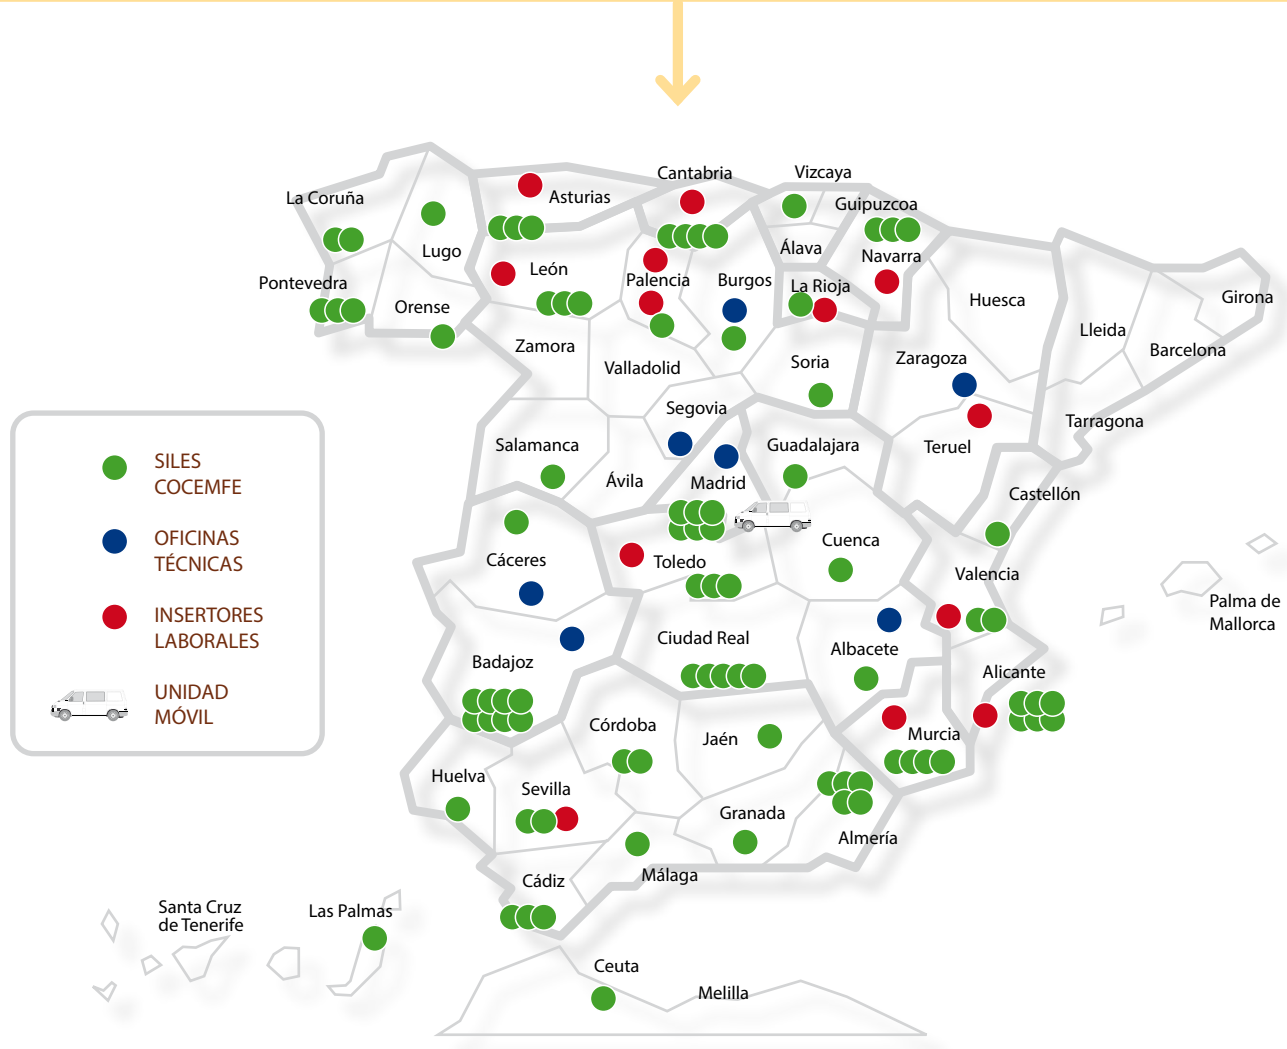 Cantabria
Vizcaya
La Coruña
Asturias
Guipuzcoa
Lugo
Álava
Navarra
Pontevedra
León
Palencia
Burgos
La Rioja
Orense
Huesca
Girona
Lleida
Zamora
Barcelona
Valladolid
Soria
Zaragoza
Segovia
Tarragona
Salamanca
Guadalajara
Teruel
Ávila
Madrid
Castellón
Cáceres
Toledo
Cuenca
Valencia
Palma de
Mallorca
Ciudad Real
Albacete
Badajoz
Alicante
Córdoba
Jaén
Murcia
Huelva
Sevilla
Granada
Almería
Cádiz
Málaga
Santa Cruz
de Tenerife
Las Palmas
Ceuta
Melilla
SILES
COCEMFE
OFICINAS
TÉCNICAS
INSERTORES
LABORALES
UNIDAD
MÓVIL